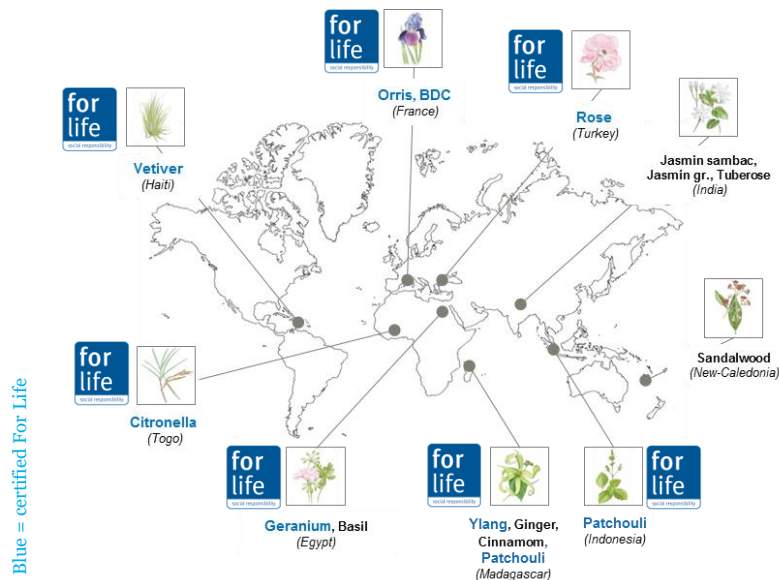 for
life
social responsibility
Orris, BDC
(France)
for
life
social responsibility
Rose
(Turkey)
Jasmin sambac,
Jasmin gr., Tuberose
(India)
for
life
social responsibility
Vetiver
(Haiti)
Sandalwood
(New-Caledonia)
for
life
social responsibility
Citronella
(Togo)
for
life
social responsibility
Geranium, Basil
(Egypt)
for
life
social responsibility
Ylang, Ginger,
Cinnamom,
Patchouli
(Madagascar)
for
life
social responsibility
Patchouli
(Indonesia)
Blue = certified For Life